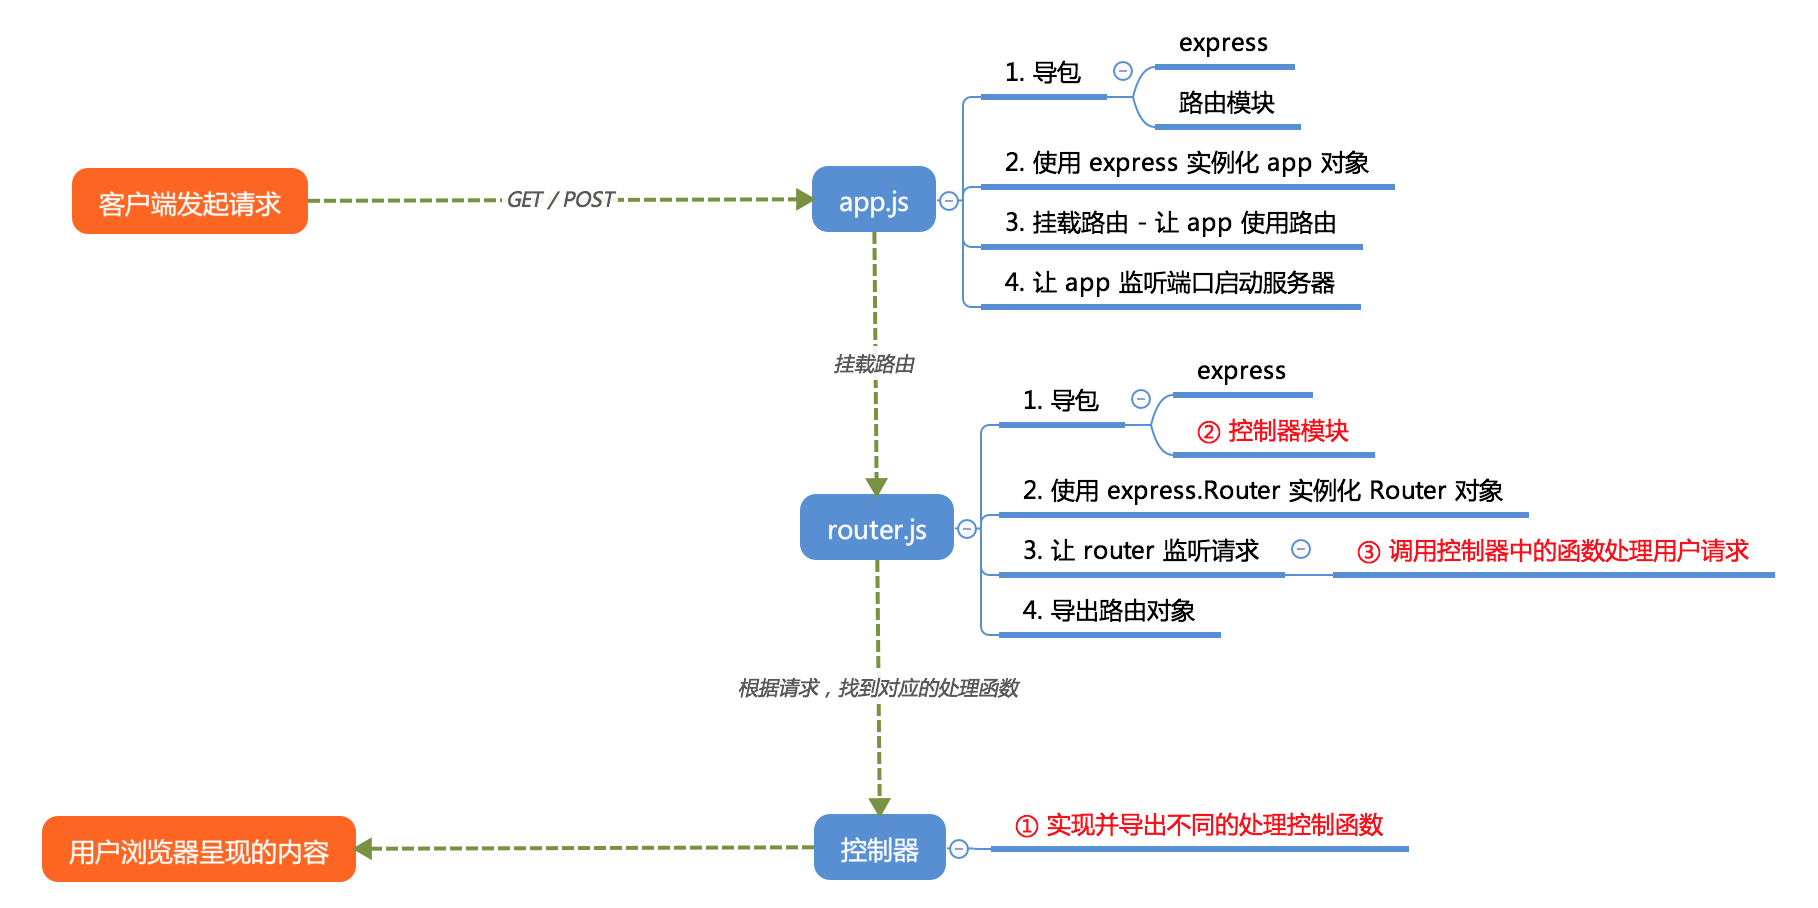 客户端发起请求
GET / POST
app.js
1. 导包
express
路由模块
2. 使用 express 实例化 app 对象
3. 挂载路由 - 让 app 使用路由
4. 让 app 监听端口启动服务器
挂载路由
router.js
1. 导包
express
② 控制器模块
2. 使用 express.Router 实例化 Router 对象
3. 让 router 监听请求
③ 调用控制器中的函数处理用户请求
4. 导出路由对象
根据请求，找到对应的处理函数
控制器
① 实现并导出不同的处理控制函数
用户浏览器呈现的内容